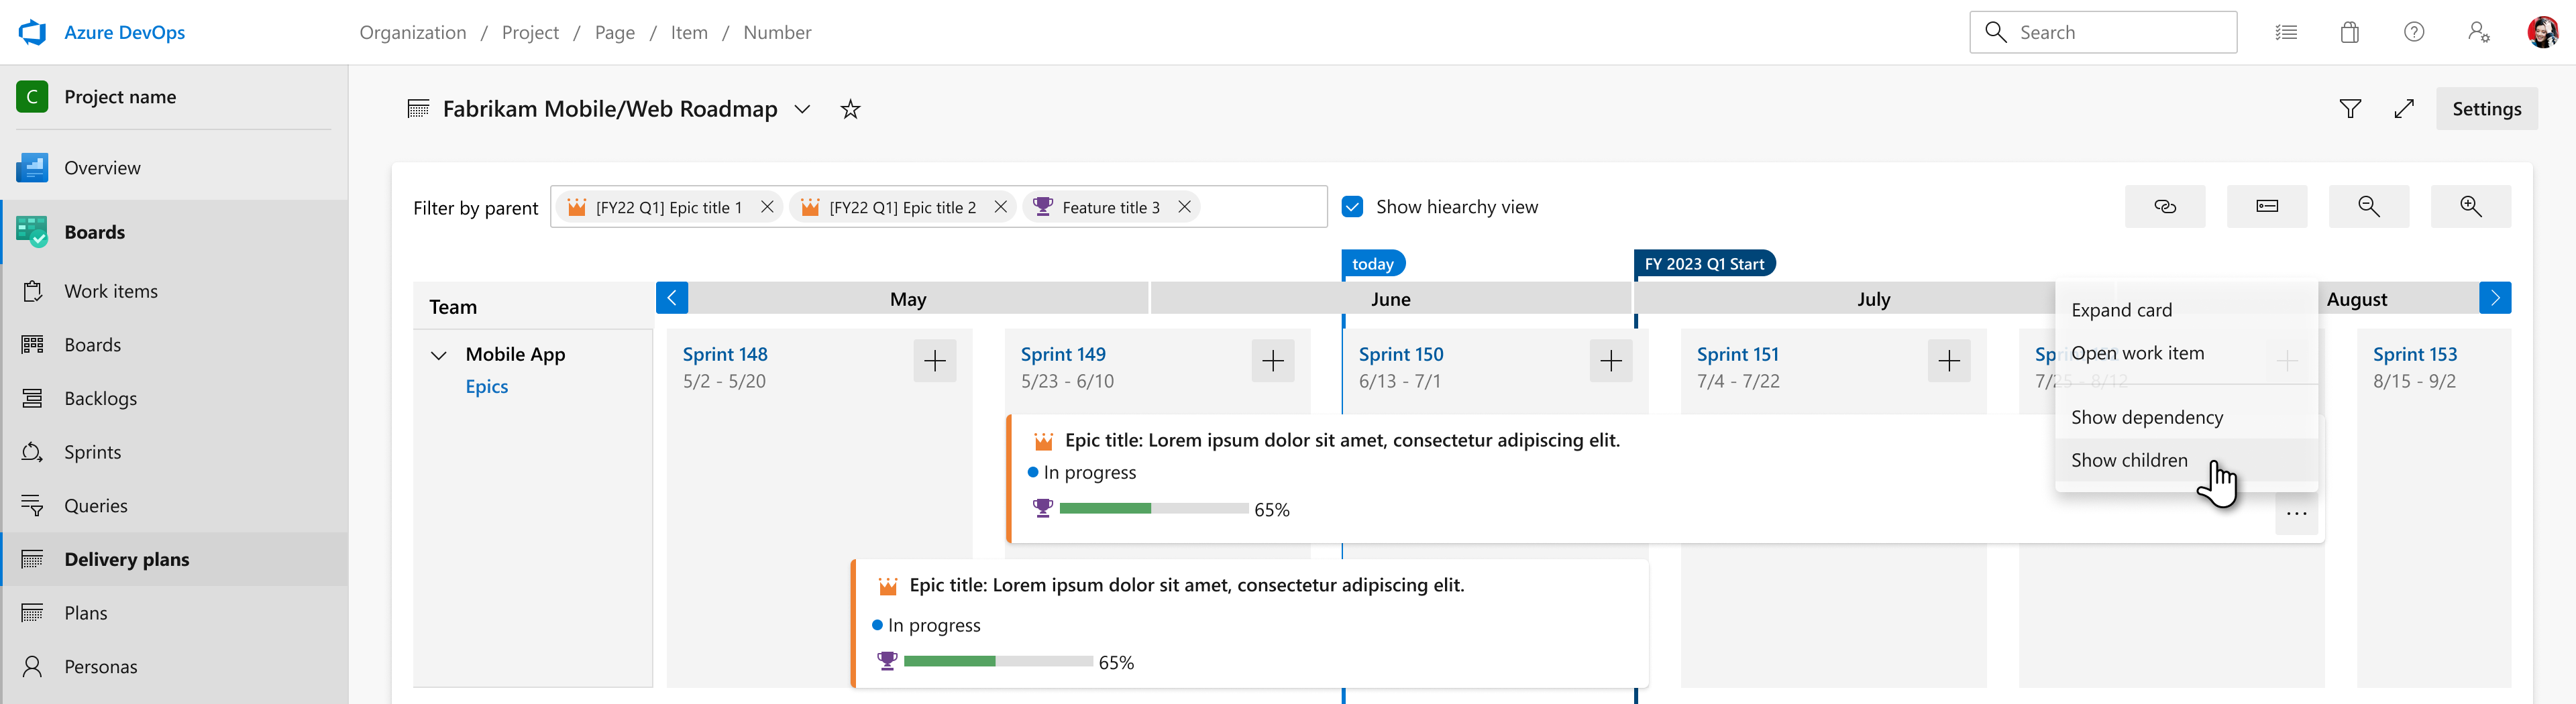 Azure DevOps
Organization / Project / Page / Item / Number
Search
C Project name
Overview
Boards
Work items
Boards
Backlogs
Sprints
Queries
Delivery plans
Plans
Personas
Fabrikam Mobile/Web Roadmap
Settings
Filter by parent
[FY22 Q1] Epic title 1
[FY22 Q1] Epic title 2
Feature title 3
Show hiearchy view
today
FY 2023 Q1 Start
Team
May
June
July
August
Mobile App
Epics
Sprint 148
5/2 - 5/20
Sprint 149
5/23 - 6/10
Sprint 150
6/13 - 7/1
Sprint 151
7/4 - 7/22
7/25 - 8/12
Sprint 153
8/15 - 9/2
Expand card
Open work item
Show dependency
Show children
Epic title: Lorem ipsum dolor sit amet, consectetur adipiscing elit.
In progress
65%
...
Epic title: Lorem ipsum dolor sit amet, consectetur adipiscing elit.
In progress
65%